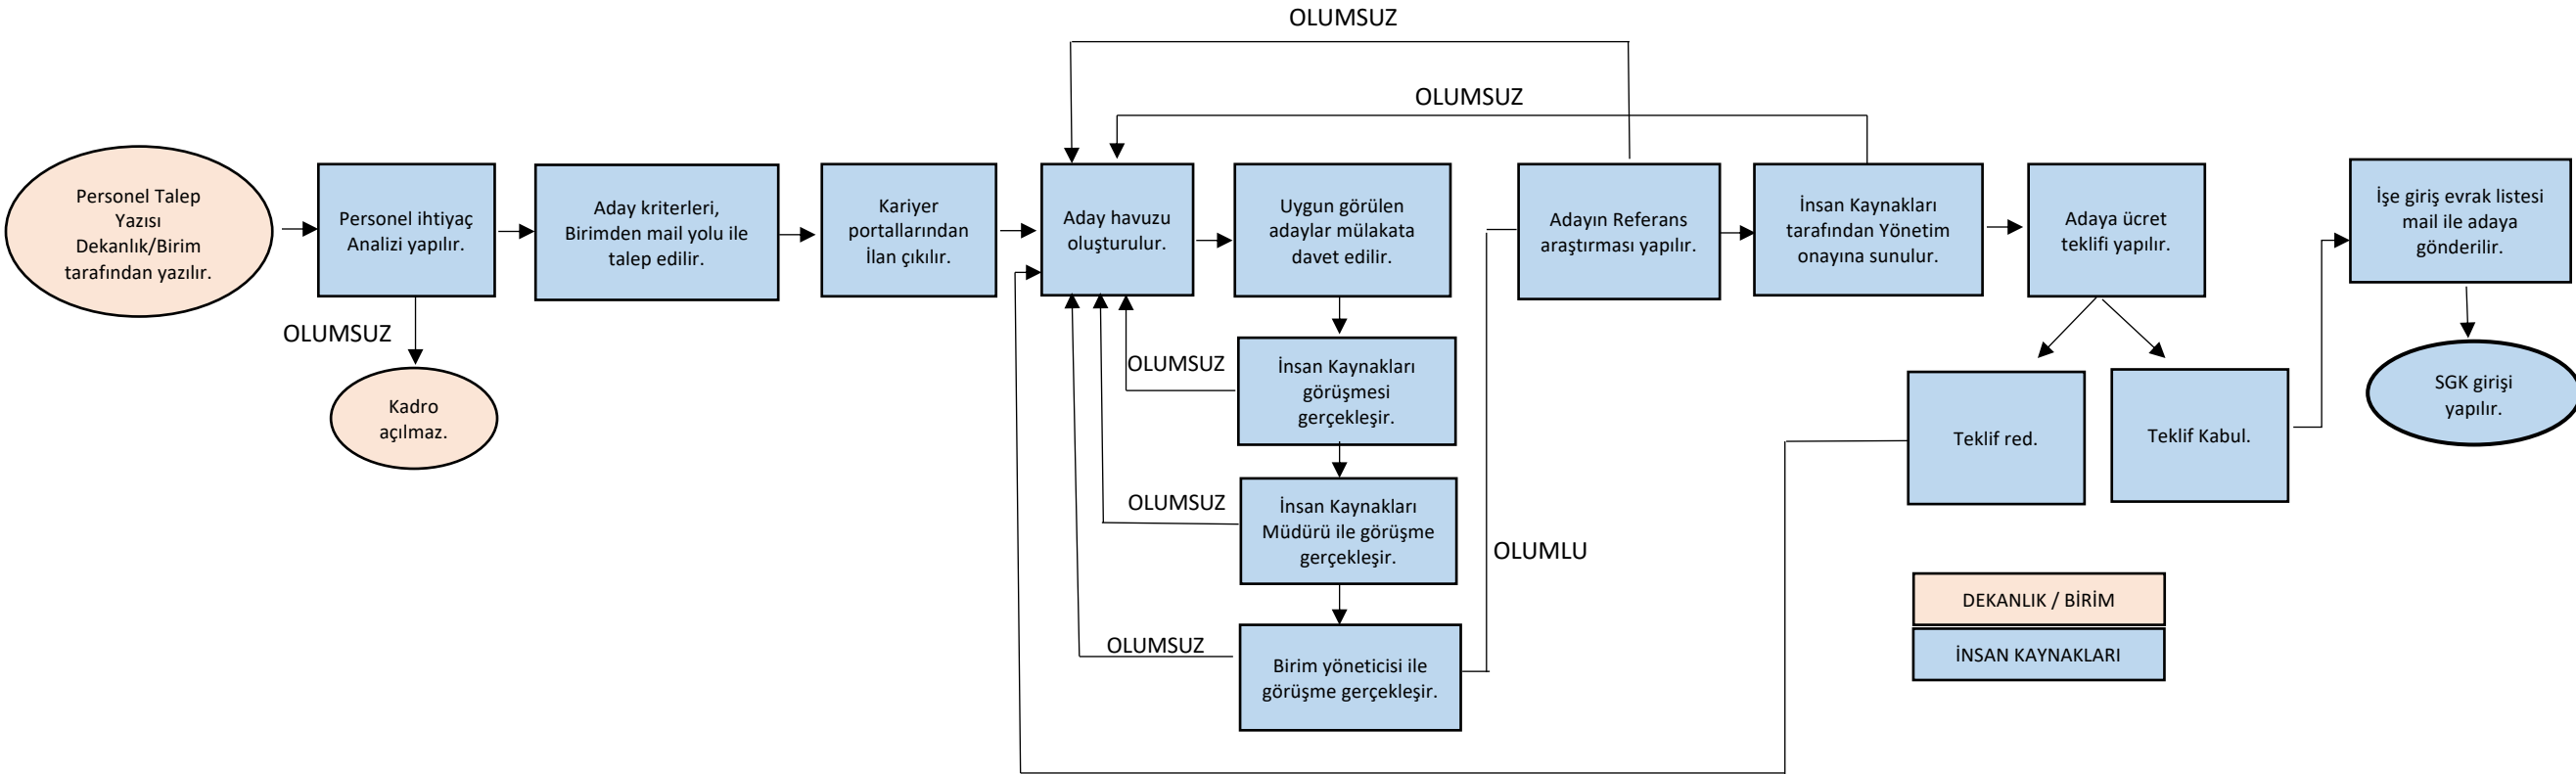 OLUMSUZ
OLUMSUZ
Personel Talep
Yazısı
Dekanlık/Birim
tarafından yazılır.
Personel ihtiyaç
Analizi yapılır.
Aday kriterleri,
Birimden mail yolu ile
talep edilir.
Kariyer
portallarından
İlan çıkılır.
Aday havuzu
oluşturulur.
Uygun görülen
adaylar mülakata
davet edilir.
Adayın Referans
araştırması yapılır.
İnsan Kaynakları
tarafından Yönetim
onayına sunulur.
Adaya ücret
teklifi yapılır.
İşe giriş evrak listesi
mail ile adaya
gönderilir.
OLUMSUZ
Kadro
açılmaz.
OLUMSUZ
İnsan Kaynakları
görüşmesi
gerçekleşir.
OLUMSUZ
İnsan Kaynakları
Müdürü ile görüşme
gerçekleşir.
OLUMLU
OLUMSUZ
Birim yöneticisi ile
görüşme gerçekleşir.
Teklif red.
Teklif Kabul.
SGK girişi
yapılır.
DEKANLIK / BİRİM
İNSAN KAYNAKLARI